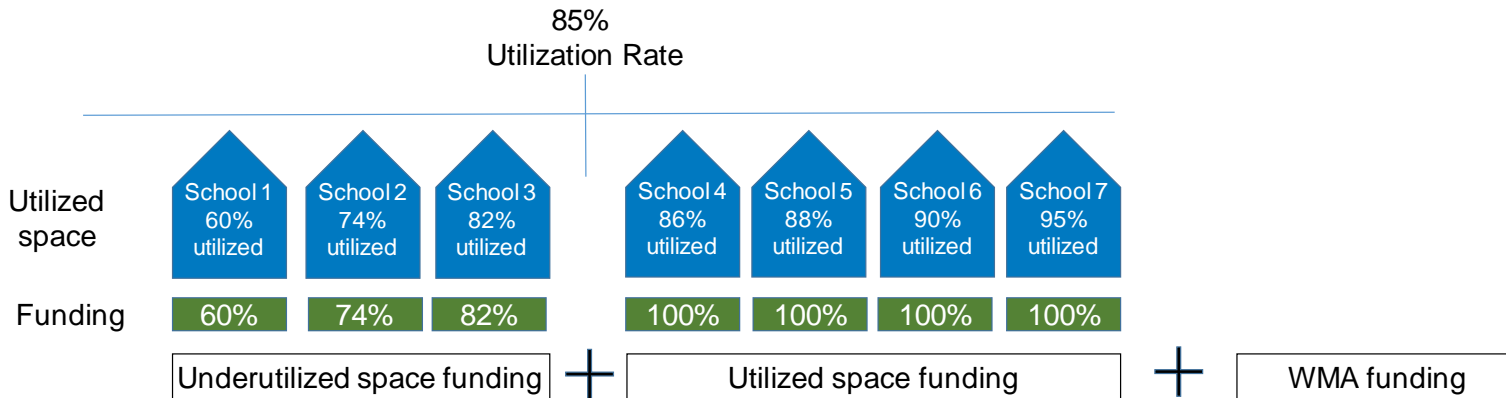 85%
Utilization Rate
Utilized
space
School 1
60%
utilized
School 2
74%
utilized
School 3
82%
utilized
School 4
86%
utilized
School 5
88%
utilized
School 6
90%
utilized
School 7
95%
utilized
Funding
60%
74%
82%
100%
100%
100%
100%
Underutilized space funding
Utilized space funding
WMA funding